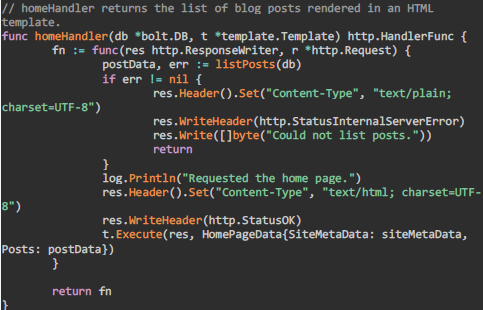 // homeHandler returns the list of blog posts rendered in an HTML
template.
func homeHandler(db *bolt.DB, t *template.Template) http.HandlerFunc {
        fn := func(res http.ResponseWriter, r *http.Request) {
                postData, err := listPosts(db)
                if err != nil {
                        res.Header().Set("Content-Type", "text/plain;
charset=UTF-8")
                        res.WriteHeader(http.StatusInternalServerError)
                        res.Write([]byte("Could not list posts."))
                        return
                }
                log.Println("Requested the home page.")
                res.Header().Set("Content-Type", "text/html; charset=UTF-
8")
                res.WriteHeader(http.StatusOK)
                t.Execute(res, HomePageData{SiteMetaData: siteMetaData,
Posts: postData})
        }

        return fn
}